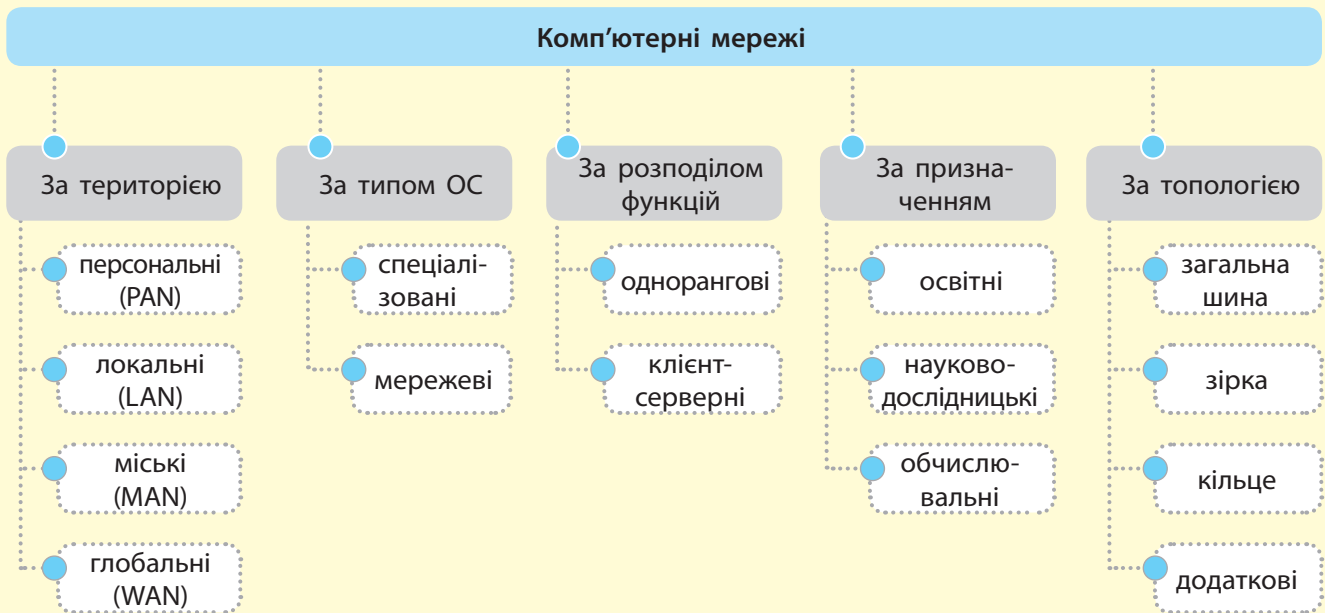 Комп’ютерні мережі
За територією
персональні
(PAN)
локальні
(LAN)
міські
(MAN)
глобальні
(WAN)
За типом ОС
спеціалі-
зовані
мережеві
За розподілом
функцій
однорангові
клієнт-
серверні
За призна-
ченням
освітні
науково-
дослідницькі
обчислю-
вальні
За топологією
загальна
шина
зірка
кільце
додаткові